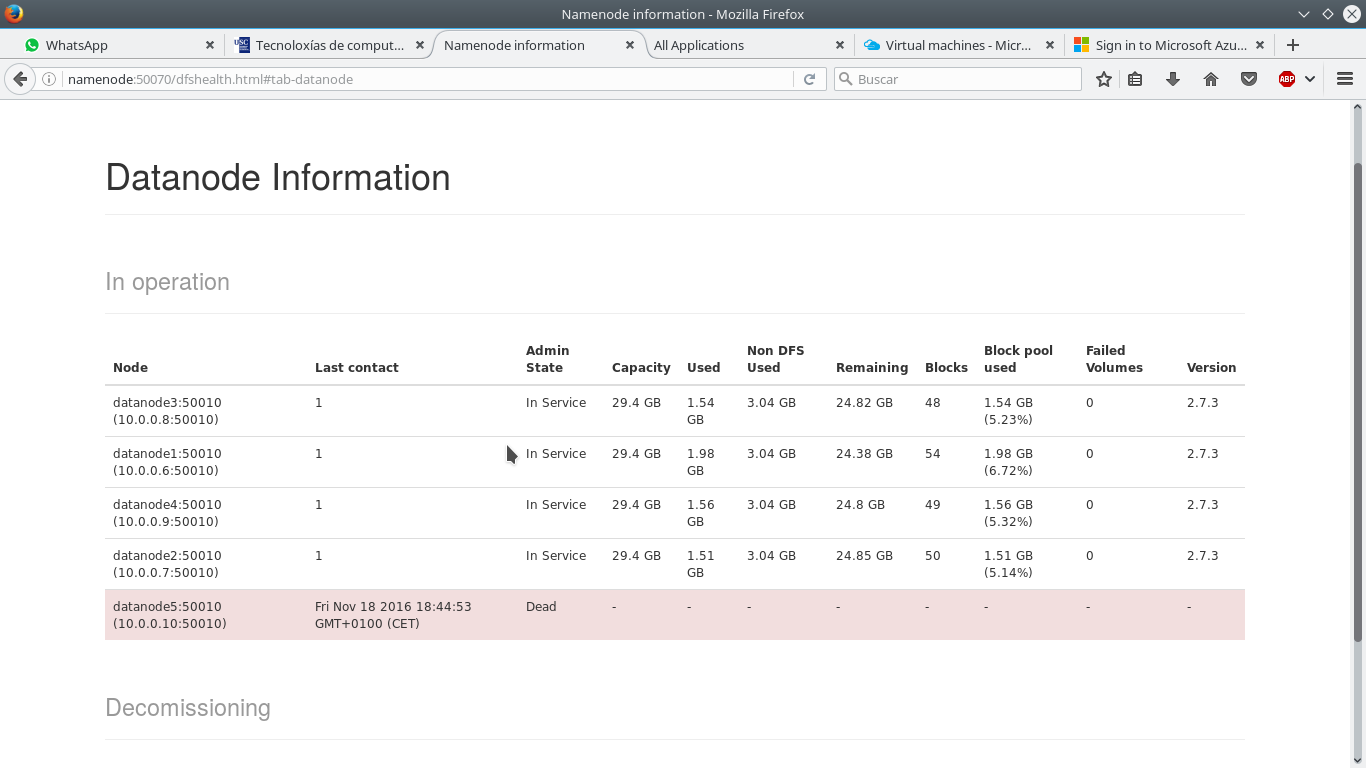 Namenode information - Mozilla Firefox
WhatsApp
USC
Tecnoloxías de comput...
Namenode information
All Applications
Virtual machines - Micr...
Sign in to Microsoft Azu...
namenode:50070/dfshealth.html#tab-datanode
Buscar
ABP
Datanode Information
In operation
Node Last contact Admin State Capacity Used Non DFS Used Remaining Blocks Block pool used Failed Volumes Version
datanode3:50010 (10.0.0.8:50010) 1 In Service 29.4 GB 1.54 GB 3.04 GB 24.82 GB 48 1.54 GB (5.23%) 0 2.7.3
datanode1:50010 (10.0.0.6:50010) 1 In Service 29.4 GB 1.98 GB 3.04 GB 24.38 GB 54 1.98 GB (6.72%) 0 2.7.3
datanode4:50010 (10.0.0.9:50010) 1 In Service 29.4 GB 1.56 GB 3.04 GB 24.8 GB 49 1.56 GB (5.32%) 0 2.7.3
datanode2:50010 (10.0.0.7:50010) 1 In Service 29.4 GB 1.51 GB 3.04 GB 24.85 GB 50 1.51 GB (5.14%) 0 2.7.3
datanode5:50010 (10.0.0.10:50010) Fri Nov 18 2016 18:44:53 GMT+0100 (CET) Dead - - - - - - - -
Decomissioning